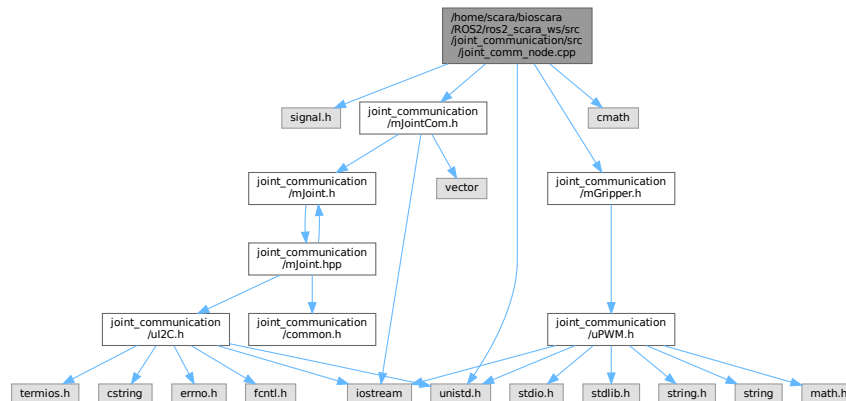 /home/scara/bioscara
/ROS2/ros2_scara_ws/src
/joint_communication/src
/joint_comm_node.cpp
signal.h
joint_communication
/mJointCom.h
cmath
joint_communication
/mJoint.h
vector
joint_communication
/mGripper.h
joint_communication
/mJoint.hpp
joint_communication
/uI2C.h
joint_communication
/common.h
joint_communication
/uPWM.h
termios.h
cstring
errno.h
fcntl.h
iostream
unistd.h
stdio.h
stdlib.h
string.h
string
math.h